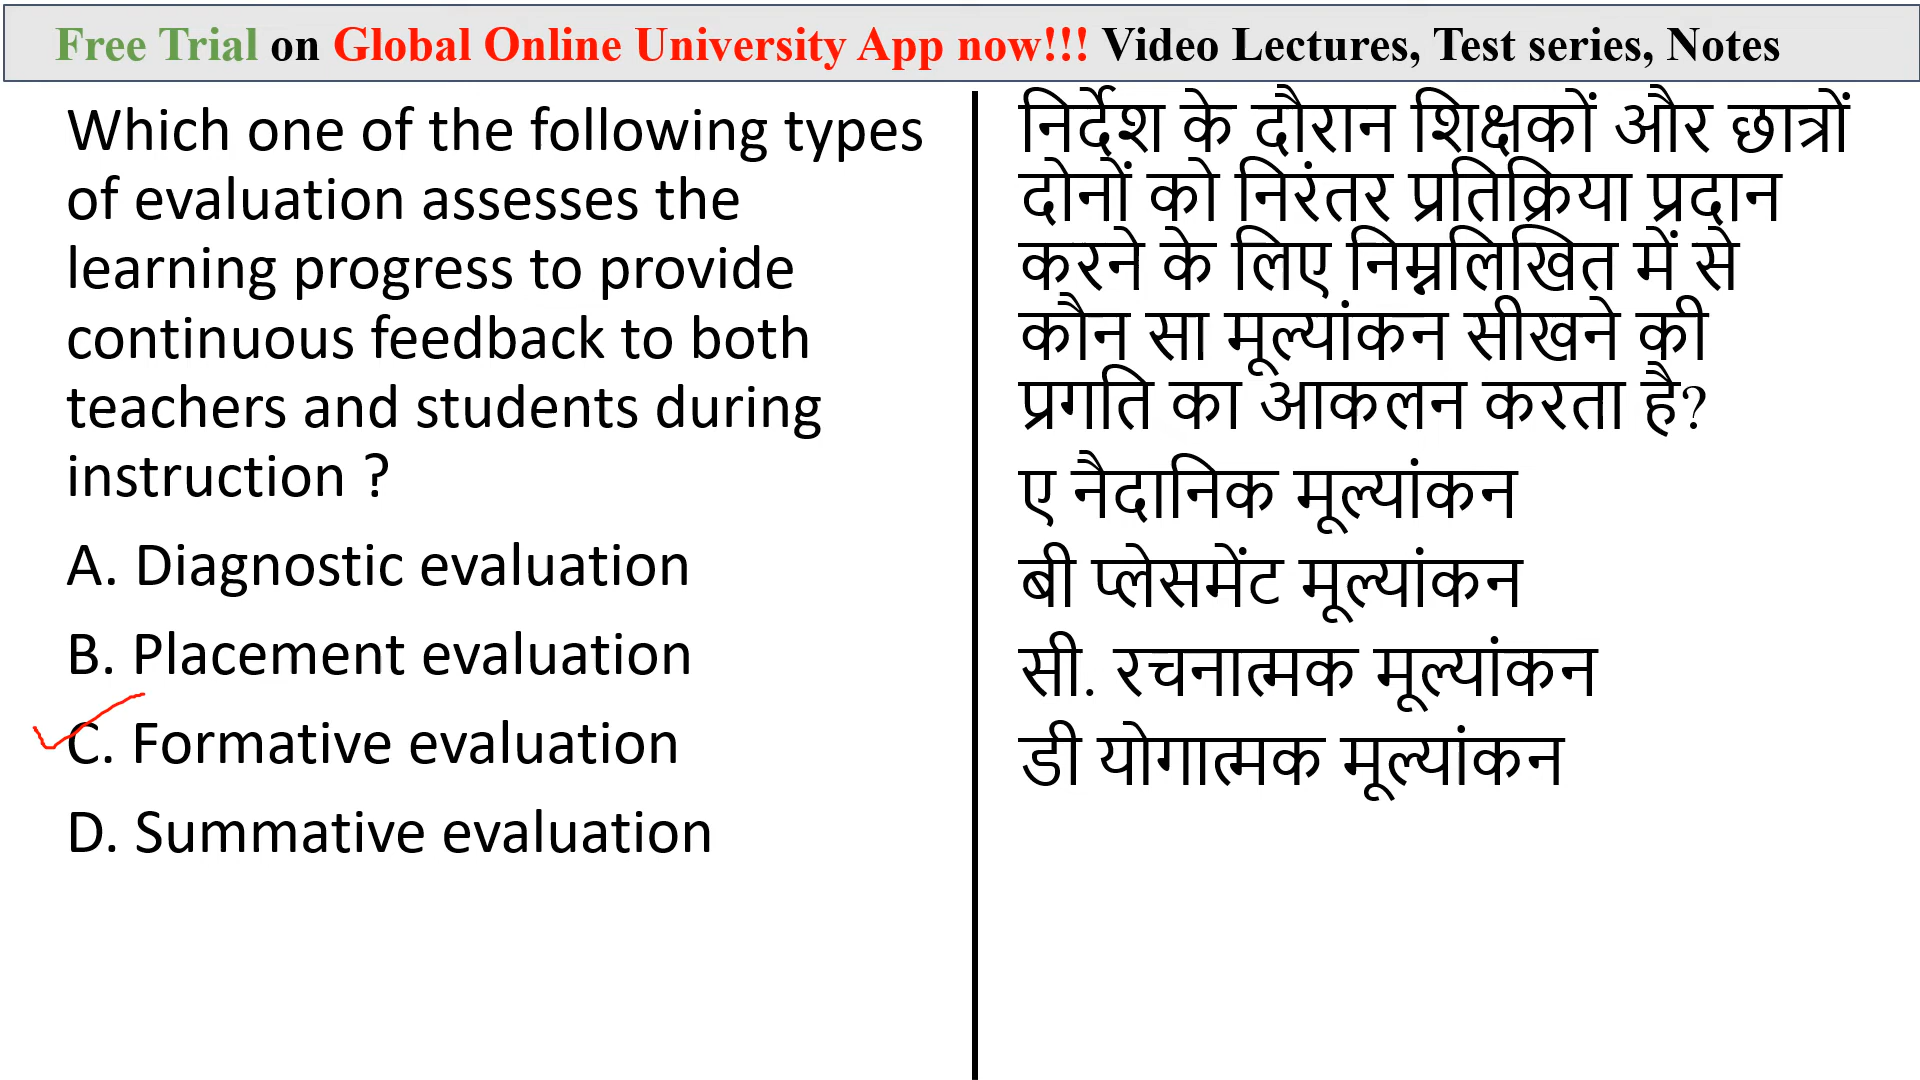 Free Trial on Global Online University App now!!! Video Lectures, Test series, Notes
Which one of the following types
of evaluation assesses the
learning progress to provide
continuous feedback to both
teachers and students during
instruction ?
A. Diagnostic evaluation
B. Placement evaluation
C. Formative evaluation
D. Summative evaluation
निर्देश के दौरान शिक्षकों और छात्रों
दोनों को निरंतर प्रतिक्रिया प्रदान
करने के लिए निम्नलिखित में से
कौन सा मूल्यांकन सीखने की
प्रगति का आकलन करता है?
ए नैदानिक मूल्यांकन
बी प्लेसमेंट मूल्यांकन
सी. रचनात्मक मूल्यांकन
डी योगात्मक मूल्यांकन